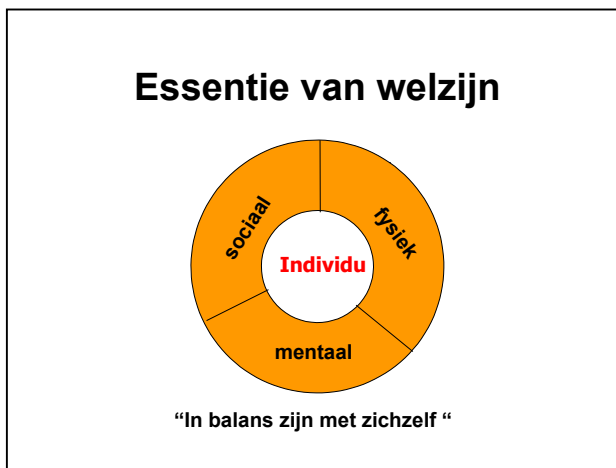 Essentie van welzijn
sociaal
fysiek
Individu
mentaal
“In balans zijn met zichzelf “